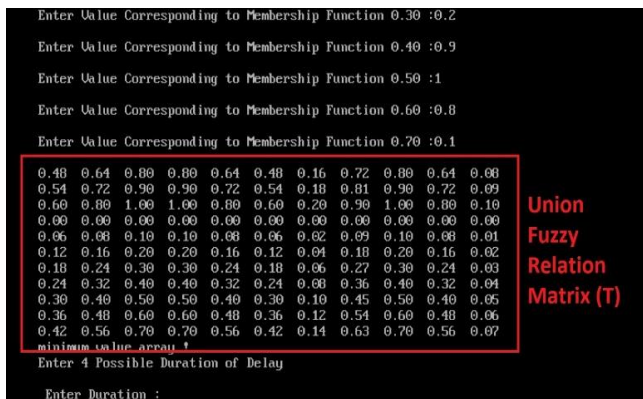 Enter Value Corresponding to Membership Function 0.30 :0.2
Enter Value Corresponding to Membership Function 0.40 :0.9
Enter Value Corresponding to Membership Function 0.50 :1
Enter Value Corresponding to Membership Function 0.60 :0.8
Enter Value Corresponding to Membership Function 0.70 :0.1
0.48 0.64 0.80 0.80 0.64 0.48 0.16 0.72 0.80 0.64 0.08
0.54 0.72 0.90 0.90 0.72 0.54 0.18 0.81 0.90 0.72 0.09
0.60 0.80 1.00 1.00 0.80 0.60 0.20 0.90 1.00 0.80 0.10
0.00 0.00 0.00 0.00 0.00 0.00 0.00 0.00 0.00 0.00 0.00
0.06 0.08 0.10 0.10 0.08 0.06 0.02 0.09 0.10 0.08 0.01
0.12 0.16 0.20 0.20 0.16 0.12 0.04 0.18 0.20 0.16 0.02
0.18 0.24 0.30 0.30 0.24 0.18 0.06 0.27 0.30 0.24 0.03
0.24 0.32 0.40 0.40 0.32 0.24 0.08 0.36 0.40 0.32 0.04
0.30 0.40 0.50 0.50 0.40 0.30 0.10 0.45 0.50 0.40 0.05
0.36 0.48 0.60 0.60 0.48 0.36 0.12 0.54 0.60 0.48 0.06
0.42 0.56 0.70 0.70 0.56 0.42 0.14 0.63 0.70 0.56 0.07
minimum value array !
Enter 4 Possible Duration of Delay
Enter Duration :
Union
Fuzzy
Relation
Matrix (T)